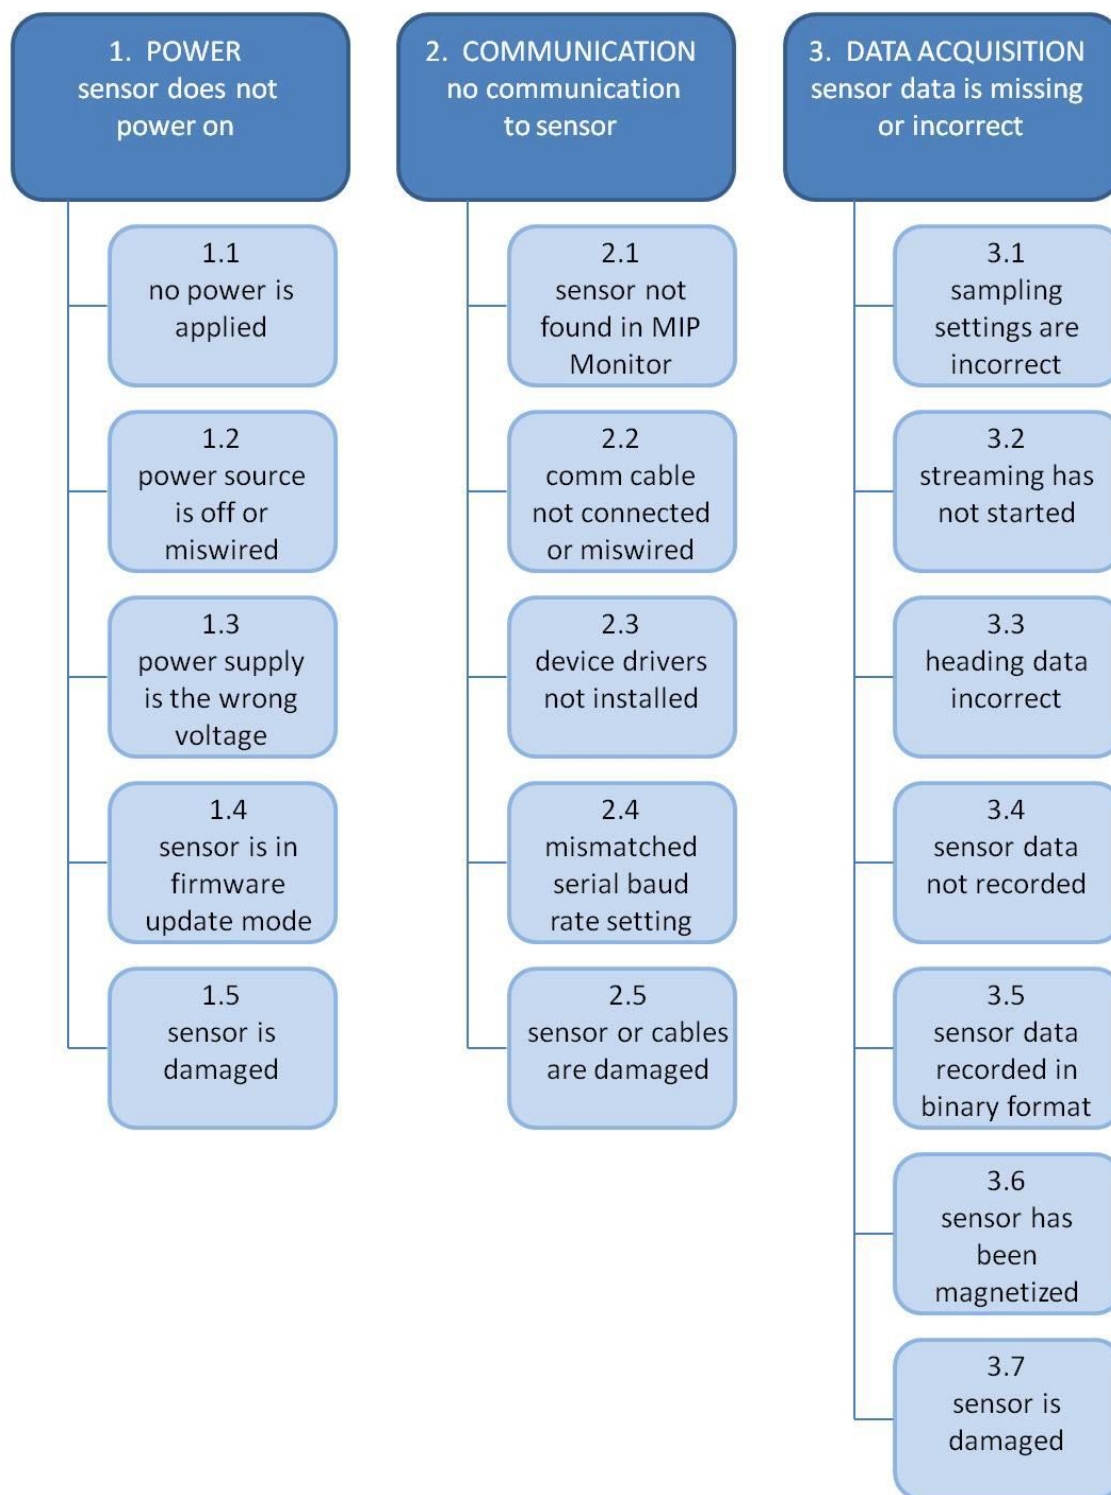 1. POWER
sensor does not
power on
1.1
no power is
applied
1.2
power source
is off or
miswired
1.3
power supply
is the wrong
voltage
1.4
sensor is in
firmware
update mode
1.5
sensor is
damaged
2. COMMUNICATION
no communication
to sensor
2.1
sensor not
found in MIP
Monitor
2.2
comm cable
not connected
or miswired
2.3
device drivers
not installed
2.4
mismatched
serial baud
rate setting
2.5
sensor or cables
are damaged
3. DATA ACQUISITION
sensor data is missing
or incorrect
3.1
sampling
settings are
incorrect
3.2
streaming has
not started
3.3
heading data
incorrect
3.4
sensor data
not recorded
3.5
sensor data
recorded in
binary format
3.6
sensor has
been
magnetized
3.7
sensor is
damaged